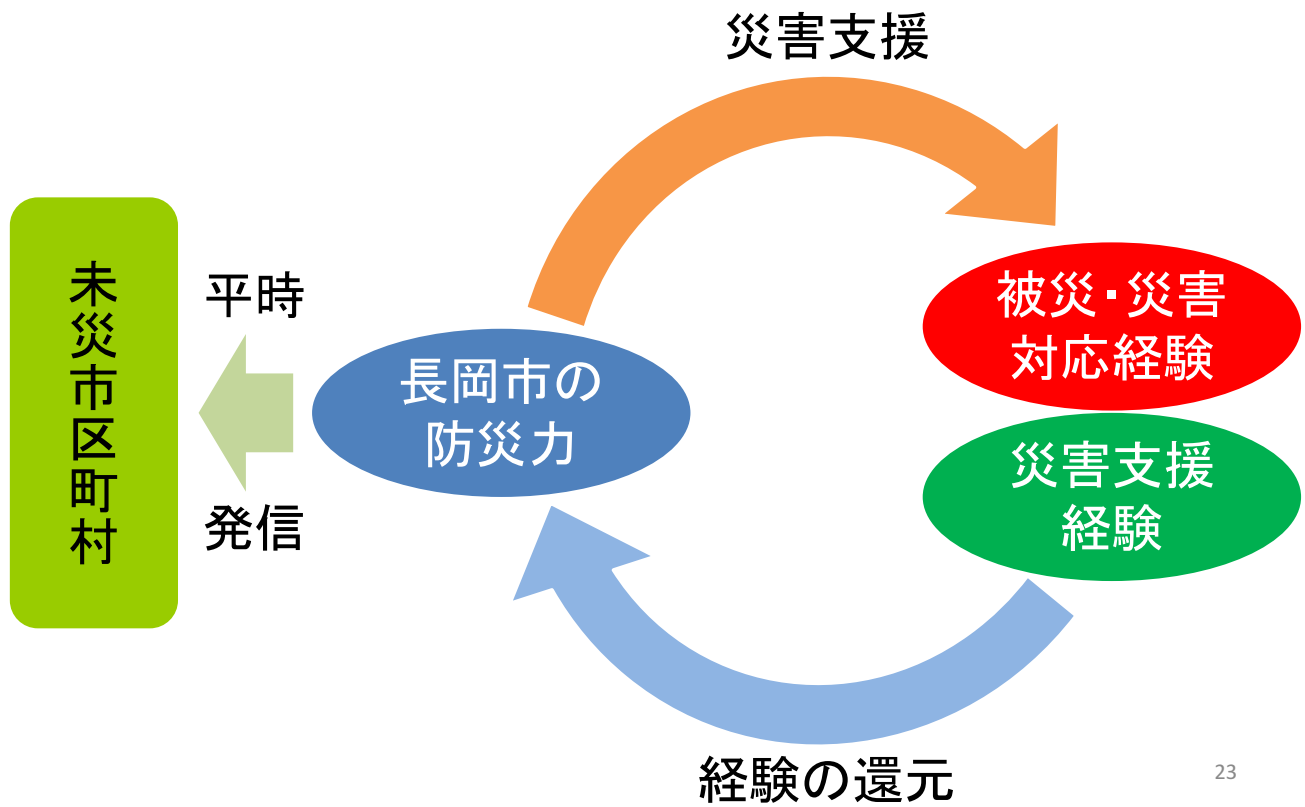 災害支援
未災市区町村
平時
発信
長岡市の
防災力
被災・災害
対応経験
災害支援
経験
経験の還元
23